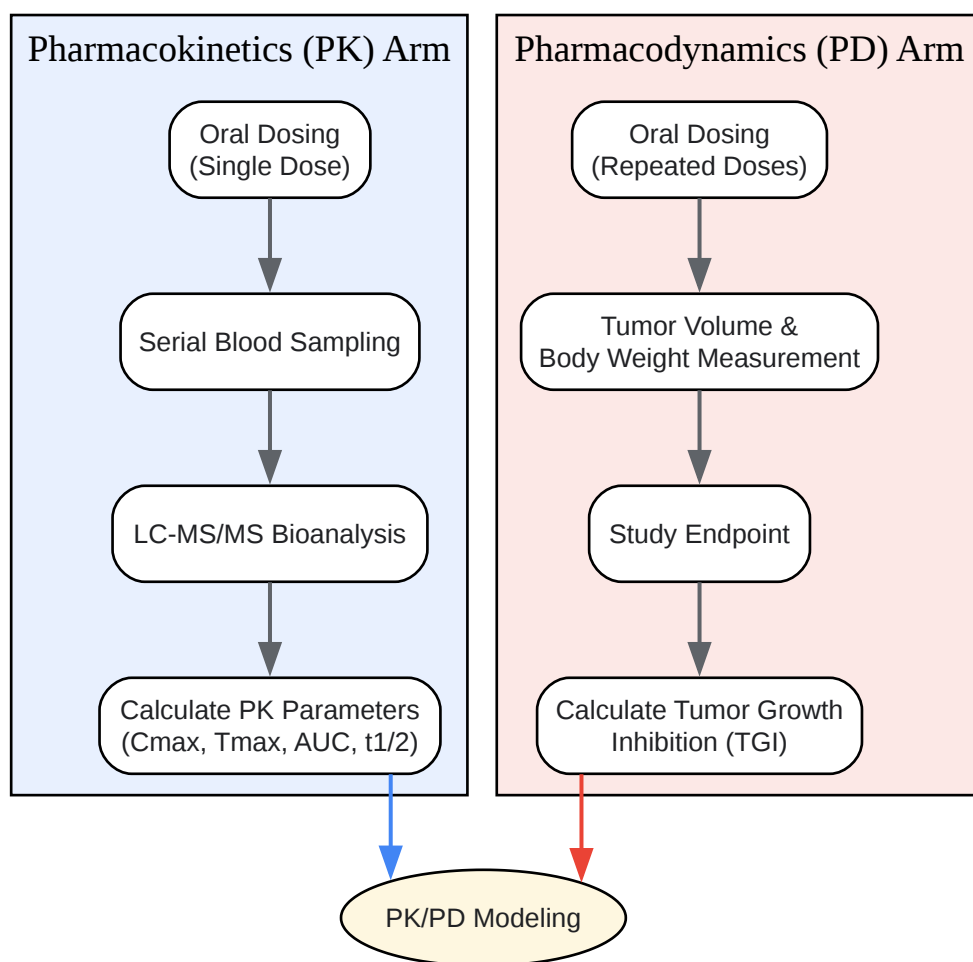 Pharmacokinetics (PK) Arm
Oral Dosing
(Single Dose)
Serial Blood Sampling
LC-MS/MS Bioanalysis
Calculate PK Parameters
(Cmax, Tmax, AUC, t1/2)
Pharmacodynamics (PD) Arm
Oral Dosing
(Repeated Doses)
Tumor Volume &
Body Weight Measurement
Study Endpoint
Calculate Tumor Growth
Inhibition (TGI)
PK/PD Modeling